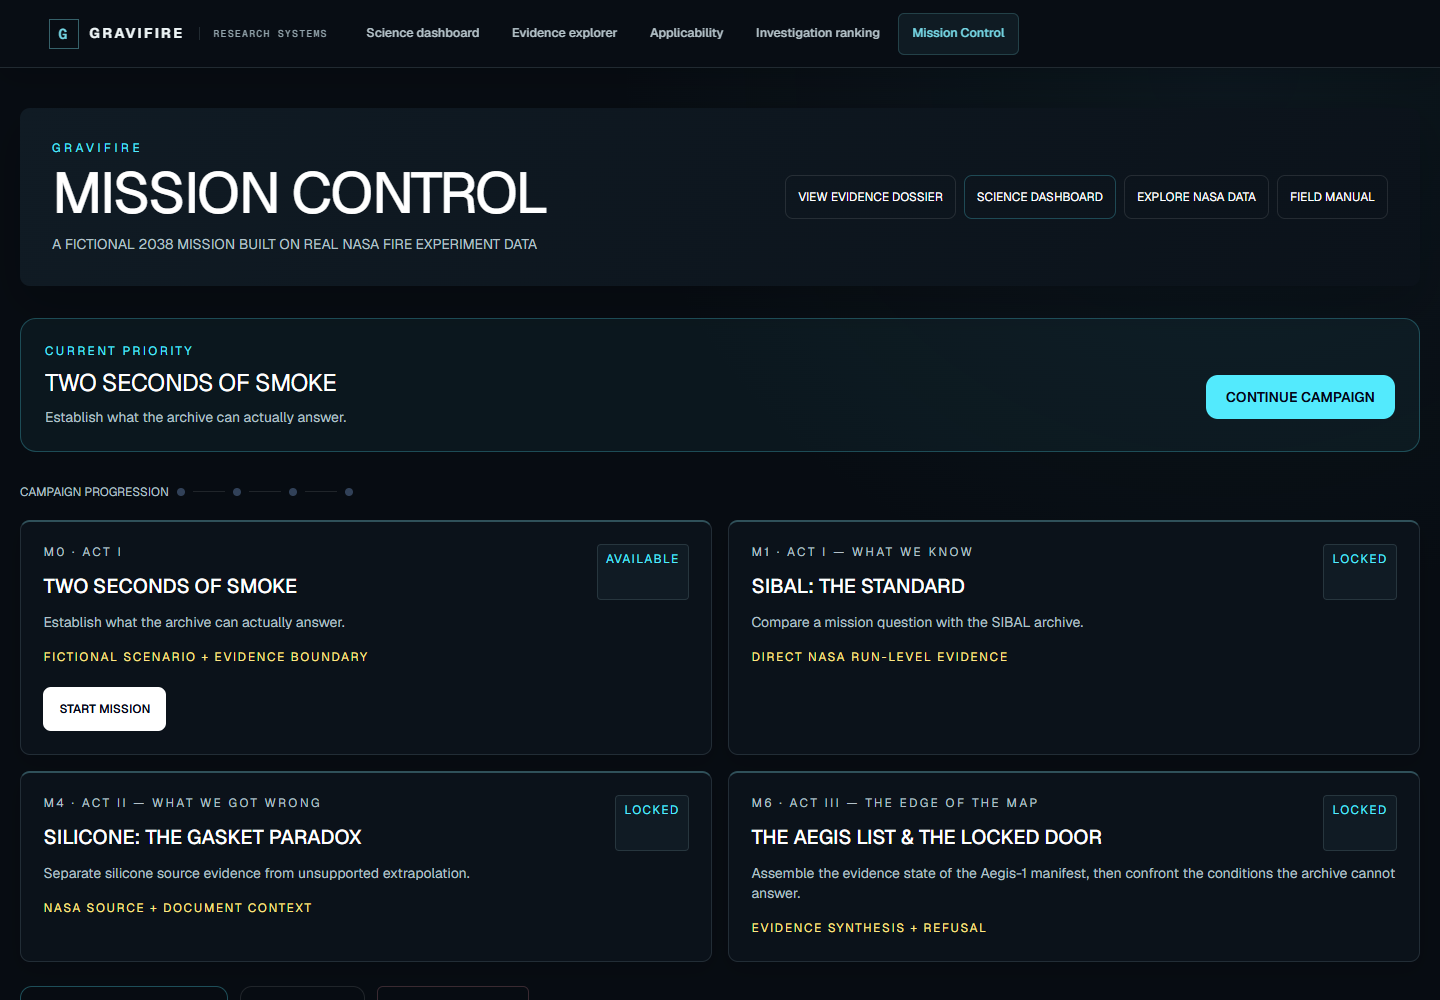 G GRAVIFIRE RESEARCH SYSTEMS Science dashboard Evidence explorer Applicability Investigation ranking Mission Control
GRAVIFIRE
MISSION CONTROL
A FICTIONAL 2038 MISSION BUILT ON REAL NASA FIRE EXPERIMENT DATA
VIEW EVIDENCE DOSSIER SCIENCE DASHBOARD EXPLORE NASA DATA FIELD MANUAL
CURRENT PRIORITY
TWO SECONDS OF SMOKE
Establish what the archive can actually answer.
CONTINUE CAMPAIGN
CAMPAIGN PROGRESSION
M0 · ACT I
AVAILABLE
TWO SECONDS OF SMOKE
Establish what the archive can actually answer.
FICTIONAL SCENARIO + EVIDENCE BOUNDARY
START MISSION
M1 · ACT I — WHAT WE KNOW
LOCKED
SIBAL: THE STANDARD
Compare a mission question with the SIBAL archive.
DIRECT NASA RUN-LEVEL EVIDENCE
M4 · ACT II — WHAT WE GOT WRONG
LOCKED
SILICONE: THE GASKET PARADOX
Separate silicone source evidence from unsupported extrapolation.
NASA SOURCE + DOCUMENT CONTEXT
M6 · ACT III — THE EDGE OF THE MAP
LOCKED
THE AEGIS LIST & THE LOCKED DOOR
Assemble the evidence state of the Aegis-1 manifest, then confront the conditions the archive cannot
answer.
EVIDENCE SYNTHESIS + REFUSAL